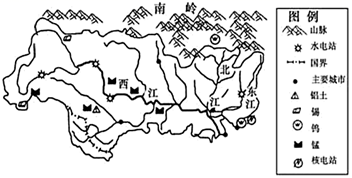 南 岭
北
西
江
江
东
江
图 例
山脉
水电站
国界
主要城市
铝土
锡
钨
锰
核电站